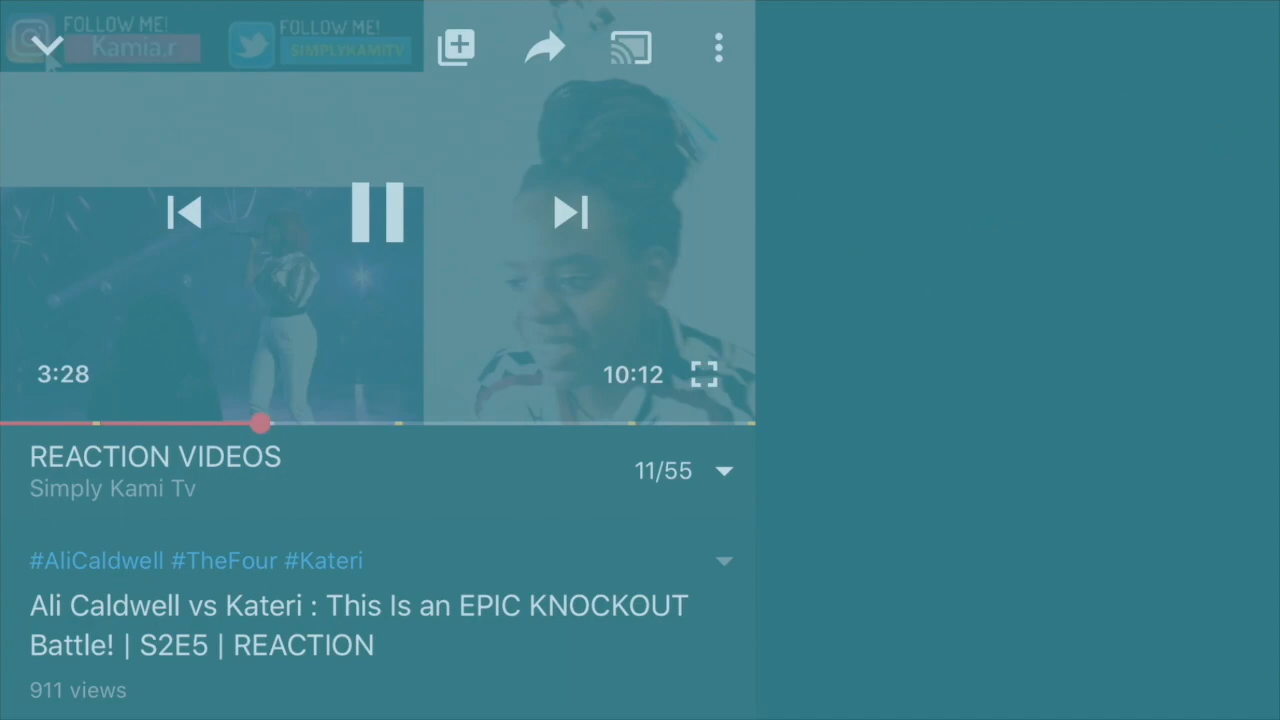 FOLLOW ME!
Kamia.r
FOLLOW ME!
SIMPLYKAMITV
3:28
10:12
REACTION VIDEOS
Simply Kami Tv
11/55
#AliCaldwell #TheFour #Kateri
Ali Caldwell vs Kateri : This Is an EPIC KNOCKOUT
Battle! | S2E5 | REACTION
911 views